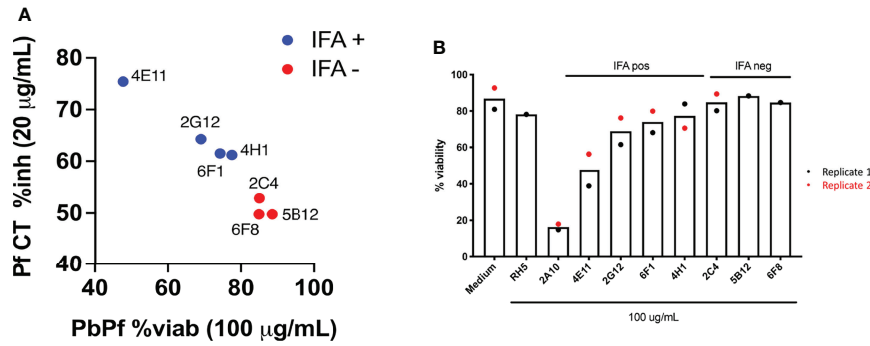 A
IFA +
IFA -
Pf CT %inh (20 μg/mL)
80
70
60
50
40
4E11
2G12
6F1
4H1
2C4
6F8
5B12
40
60
80
100
PbPf %viab (100 μg/mL)
B
IFA pos
IFA neg
% viability
100
80
60
40
20
0
Replicate 1
Replicate 2
Medium
RH5
2A10
4E11
2G12
6F1
4H1
2C4
5B12
6F8
100 ug/mL